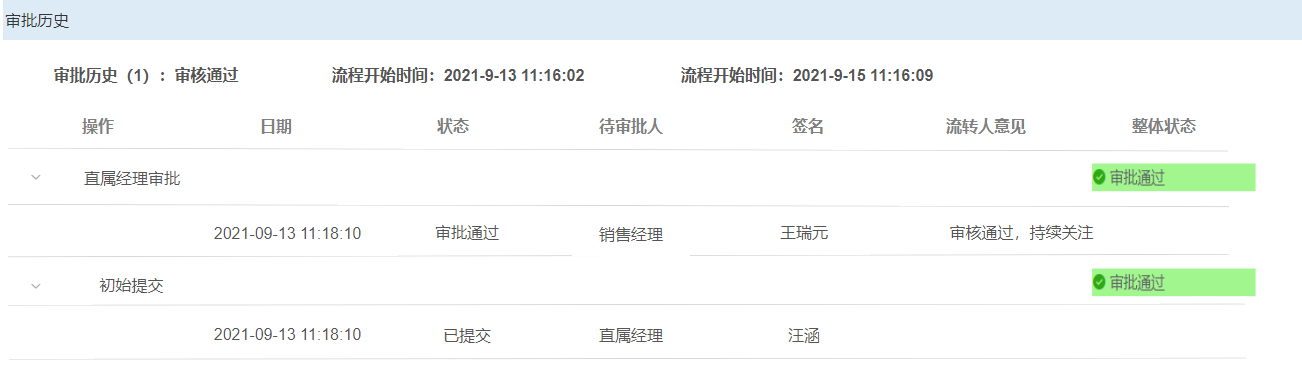 审批历史
审批历史（1）：审核通过 流程开始时间：2021-9-13 11:16:02 流程开始时间：2021-9-15 11:16:09
操作 日期 状态 待审批人 签名 流转人意见 整体状态
直属经理审批 审批通过
2021-09-13 11:18:10 审批通过 销售经理 王瑞元 审核通过，持续关注
初始提交 审批通过
2021-09-13 11:18:10 已提交 直属经理 汪涵